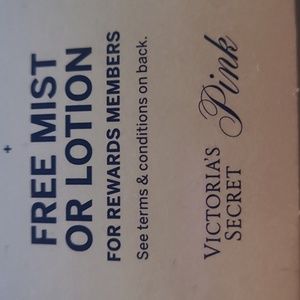 +
FREE MIST
OR LOTION
FOR REWARDS MEMBERS
See terms & conditions on back.
VICTORIA'S
SECRET
Pink